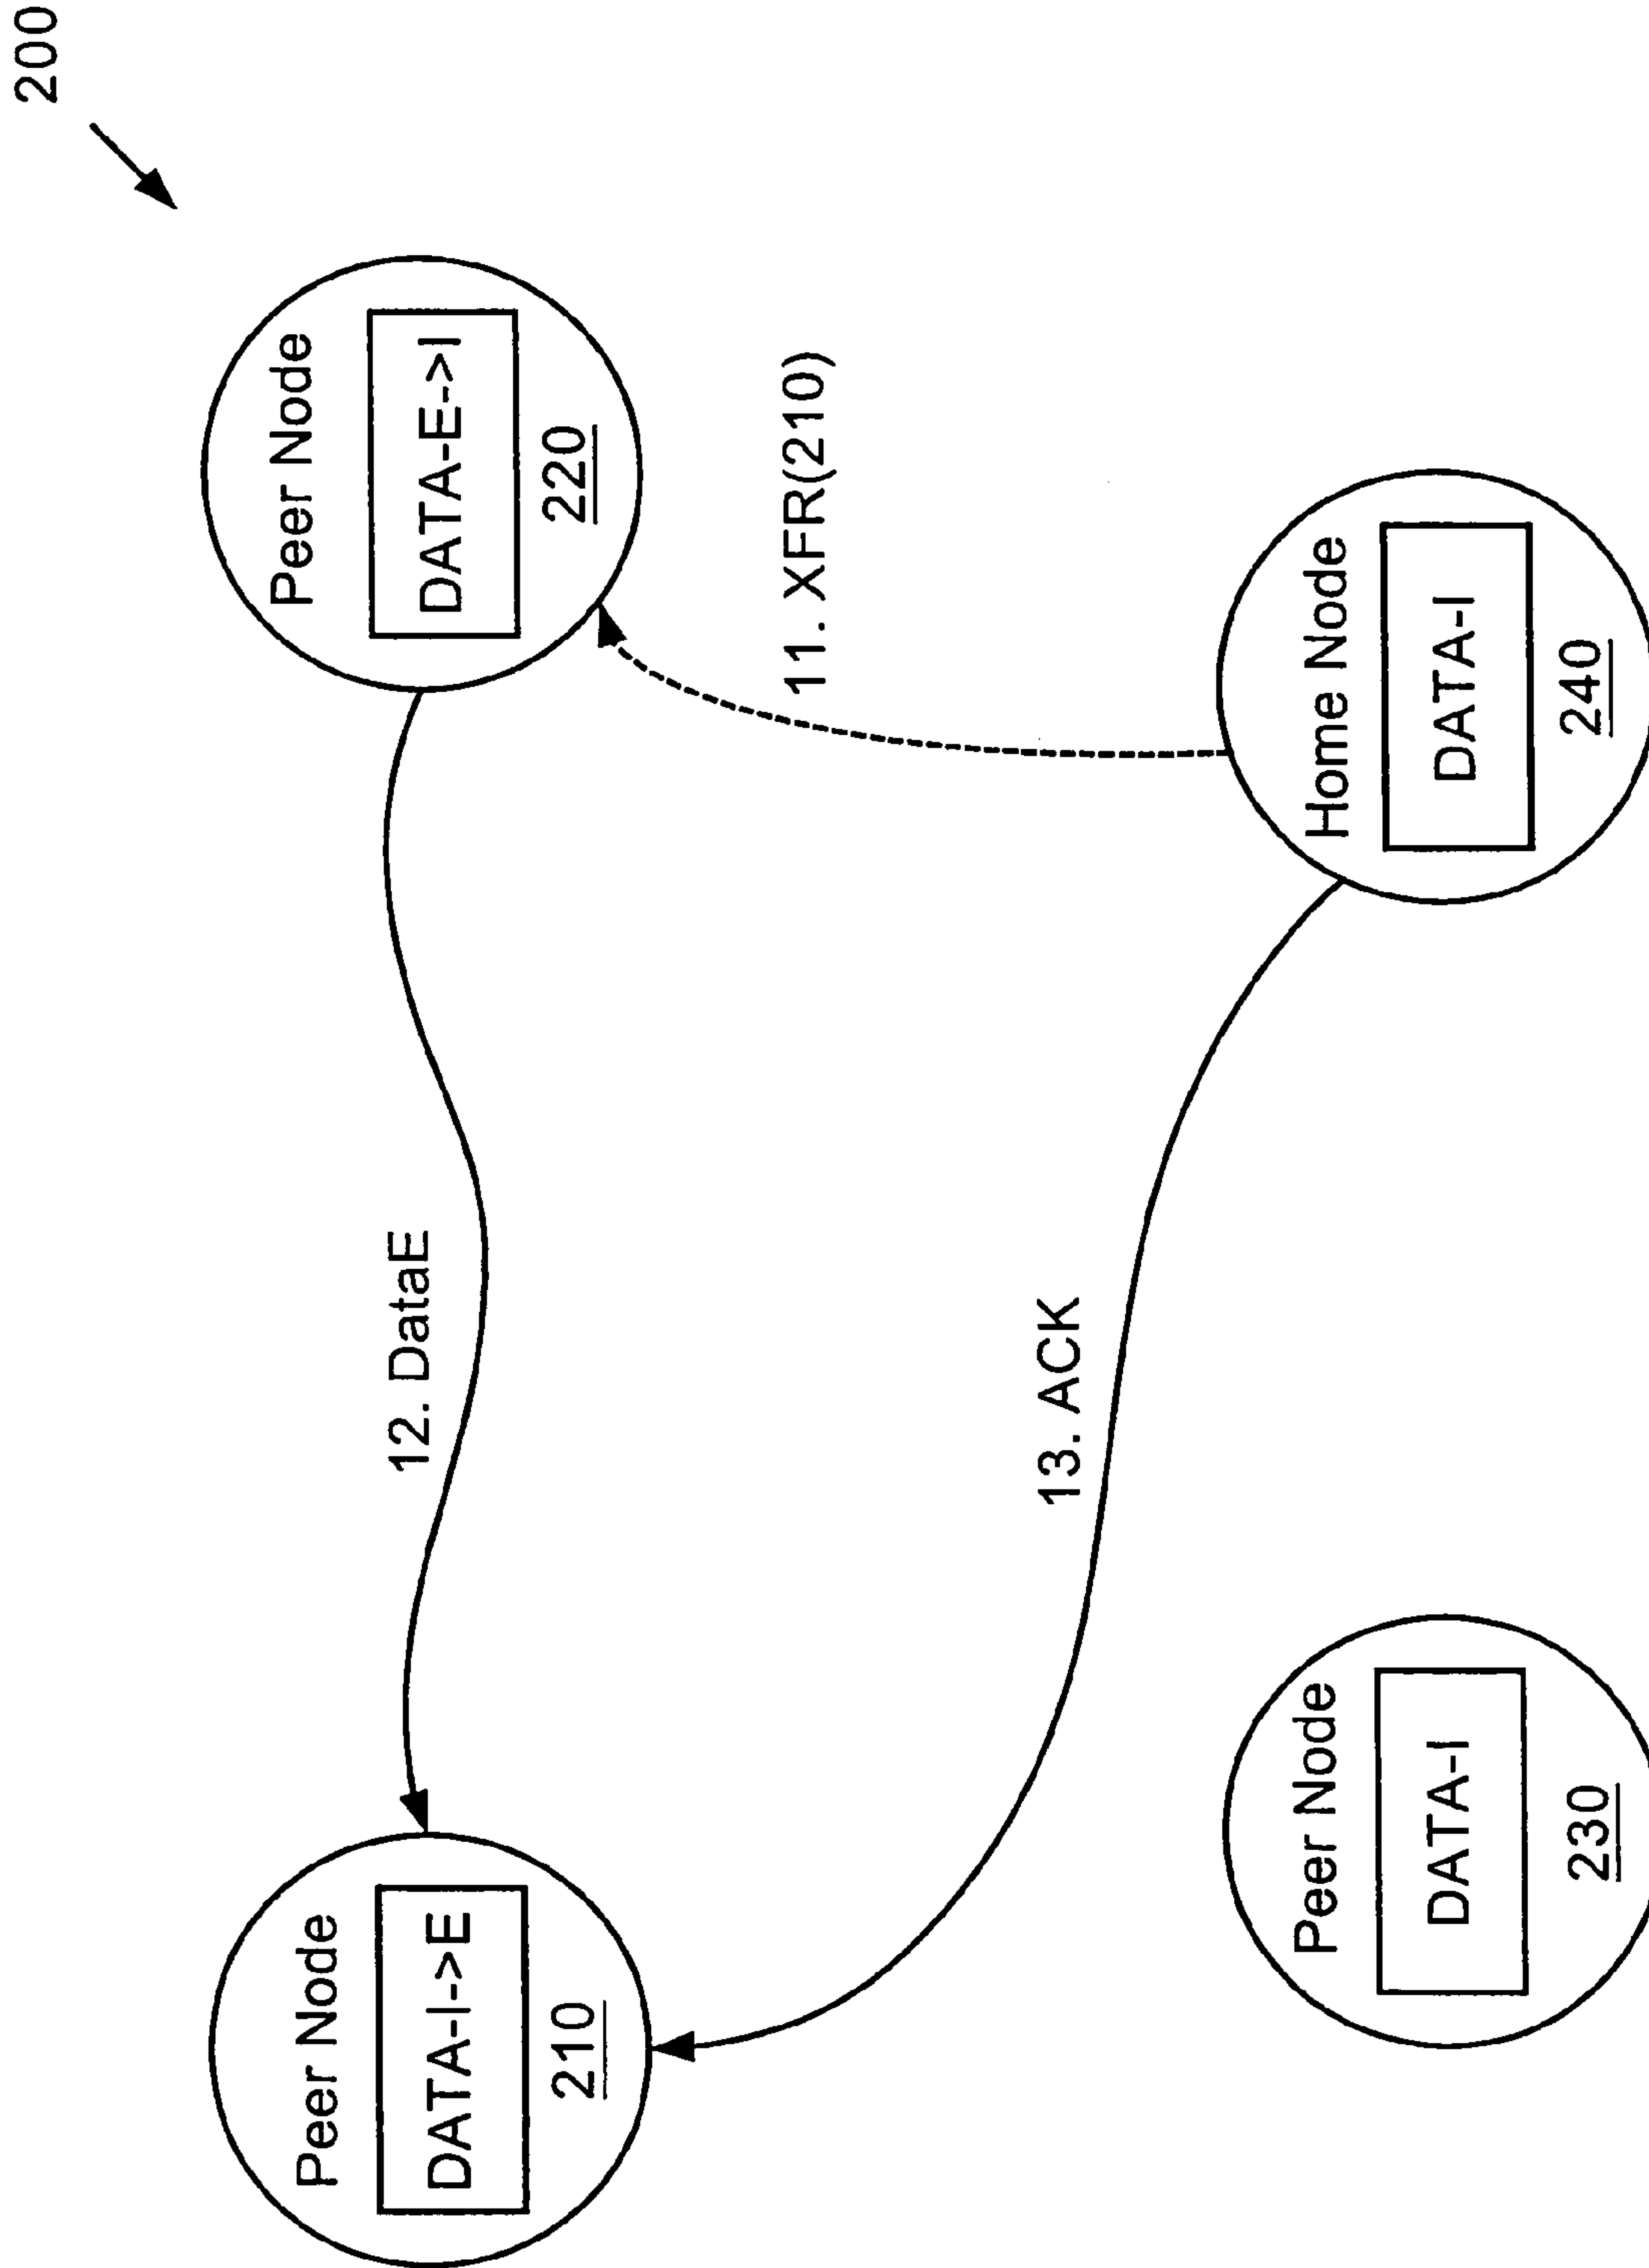 200
Peer Node
DATA-I->E
210
12. DataE
Peer Node
DATA-E->I
220
11. XFR(210)
13. ACK
Peer Node
DATA-I
230
Home Node
DATA-I
240